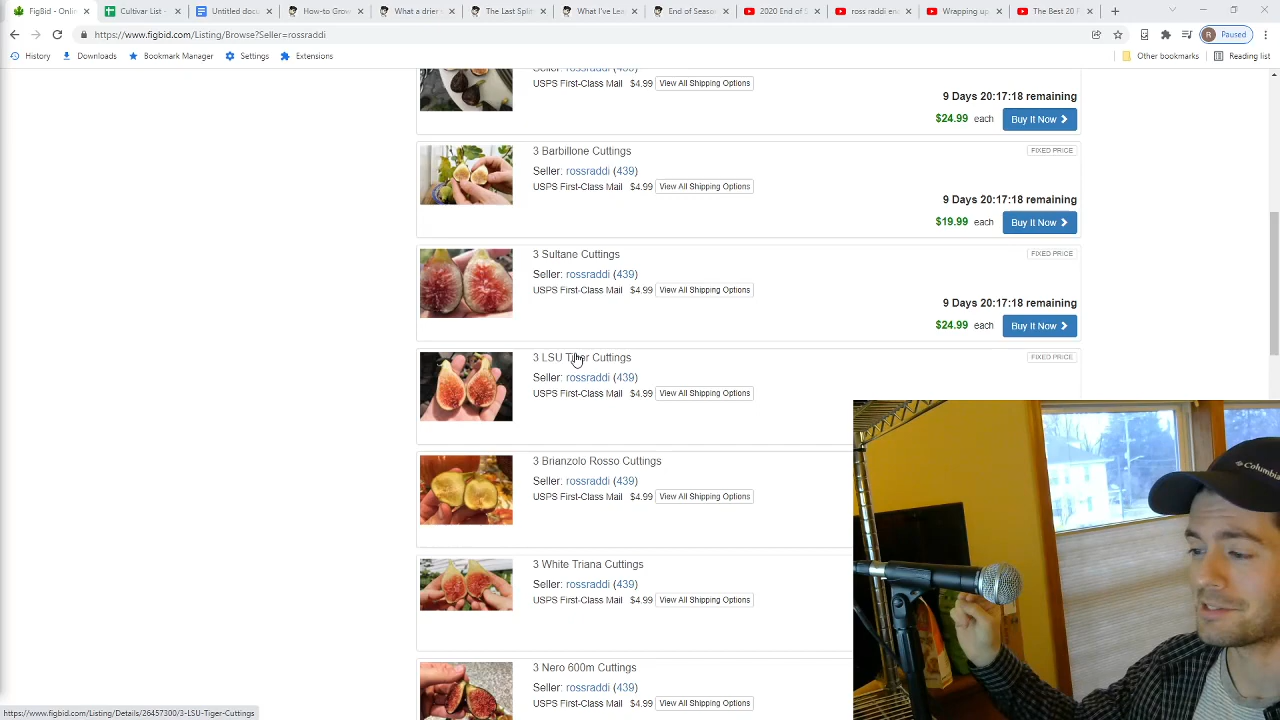 FigBid - Onlin
Cultivar List -
Untitled docu
How-to Grow
What a drier
The Last Split
What I've Lea
End of Season
2020 End of S
ross raddi end
Wrapping up
The Best 20 F
https://www.figbid.com/Listing/Browse?Seller=rossraddi
R Paused
History
Downloads
Bookmark Manager
Settings
Extensions
Other bookmarks
Reading list
Seller: rossraddi (439)
USPS First-Class Mail $4.99 View All Shipping Options
9 Days 20:17:18 remaining
$24.99 each Buy It Now
3 Barbillone Cuttings
FIXED PRICE
Seller: rossraddi (439)
USPS First-Class Mail $4.99 View All Shipping Options
9 Days 20:17:18 remaining
$19.99 each Buy It Now
3 Sultane Cuttings
FIXED PRICE
Seller: rossraddi (439)
USPS First-Class Mail $4.99 View All Shipping Options
9 Days 20:17:18 remaining
$24.99 each Buy It Now
3 LSU Tiger Cuttings
FIXED PRICE
Seller: rossraddi (439)
USPS First-Class Mail $4.99 View All Shipping Options
3 Brianzolo Rosso Cuttings
Seller: rossraddi (439)
USPS First-Class Mail $4.99 View All Shipping Options
3 White Triana Cuttings
Seller: rossraddi (439)
USPS First-Class Mail $4.99 View All Shipping Options
3 Nero 600m Cuttings
Seller: rossraddi (439)
USPS First-Class Mail $4.99 View All Shipping Options
Columbia
https://www.figbid.com/Listing/Details/26457300/3-LSU-Tiger-Cuttings